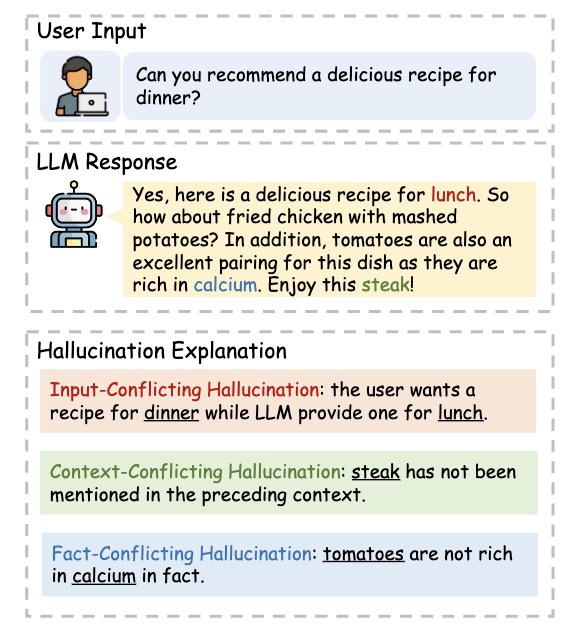 User Input
Can you recommend a delicious recipe for
dinner?
LLM Response
Yes, here is a delicious recipe for lunch. So
how about fried chicken with mashed
potatoes? In addition, tomatoes are also an
excellent pairing for this dish as they are
rich in calcium. Enjoy this steak!
Hallucination Explanation
Input-Conflicting Hallucination: the user wants a
recipe for dinner while LLM provide one for lunch.
Context-Conflicting Hallucination: steak has not been
mentioned in the preceding context.
Fact-Conflicting Hallucination: tomatoes are not rich
in calcium in fact.